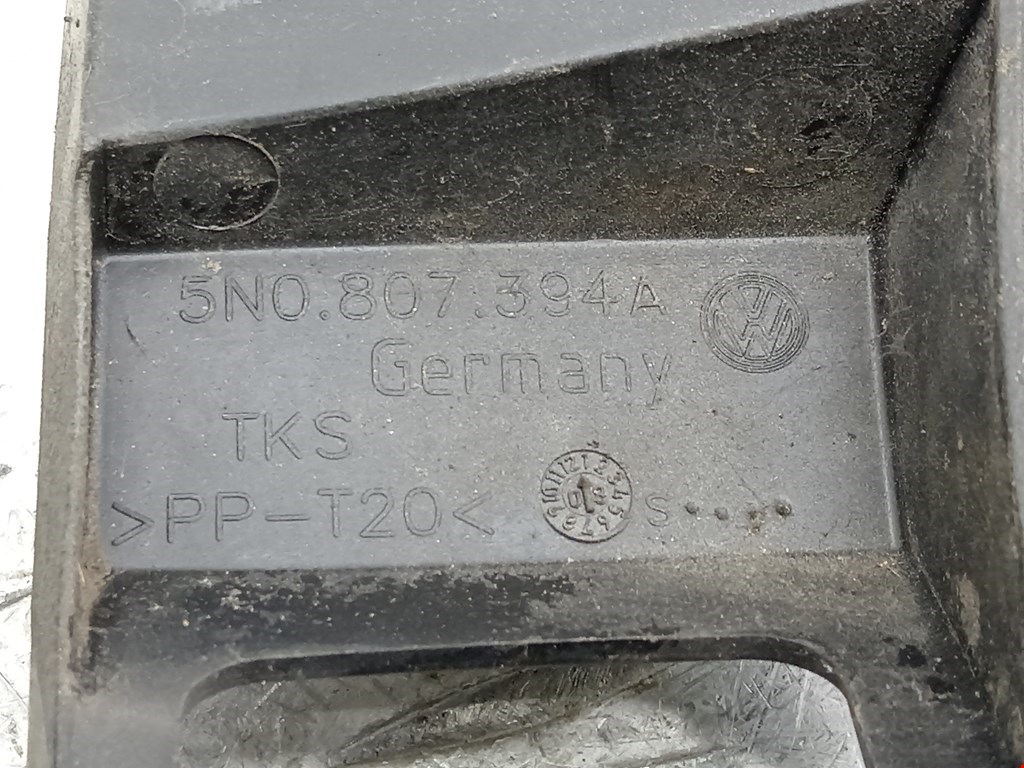 5N0.807.394A
Germany
TKS
>PP-T20< S